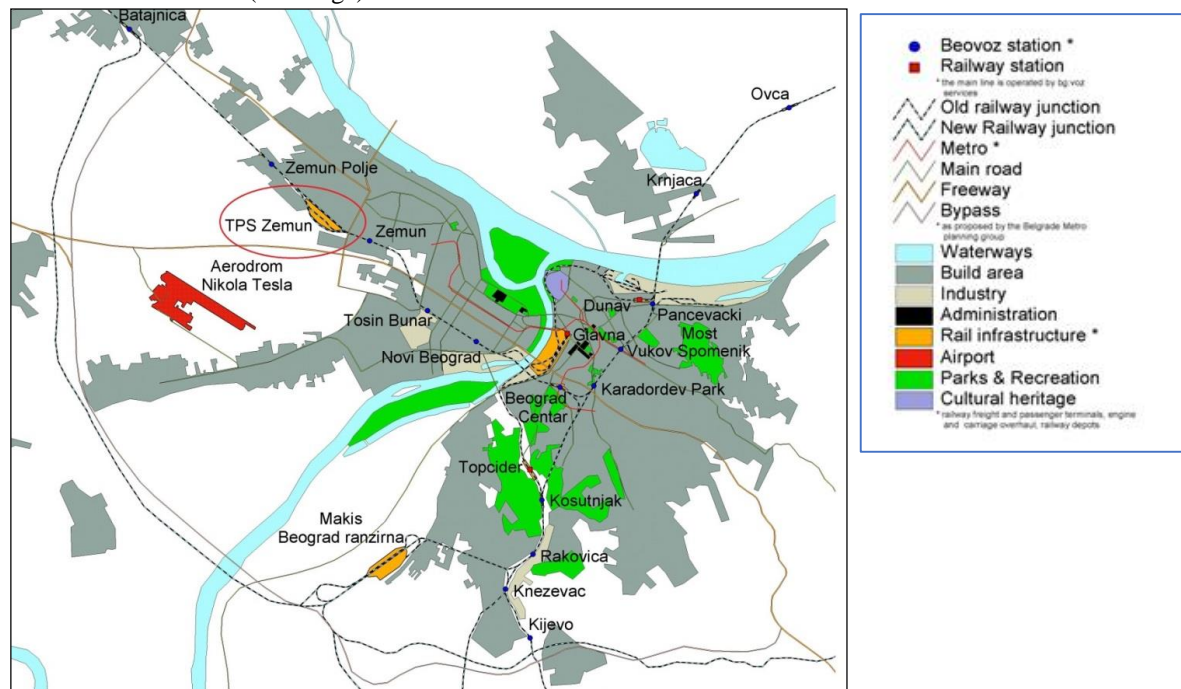 Batajnica
Ovca
Zemun Polje
Krnjaca
TPS Zemun
Zemun
Aerodrom
Nikola Tesla
Dunav
Pancevacki
Most
Tosin Bunar
Glavna
Vukov Spomenik
Novi Beograd
Karadordev Park
Beograd
Centar
Topcider
Kosutnjak
Makis
Beograd ranzirna
Rakovica
Knezevac
Kijevo
Beovoz station *
Railway station
* the main line is operated by bg:voz
services
Old railway junction
New Railway junction
Metro *
Main road
Freeway
Bypass
* as proposed by the Belgrade Metro
planning group
Waterways
Build area
Industry
Administration
Rail infrastructure *
Airport
Parks & Recreation
Cultural heritage
* railway freight and passenger terminals, engine
and carriage overhaul, railway depots